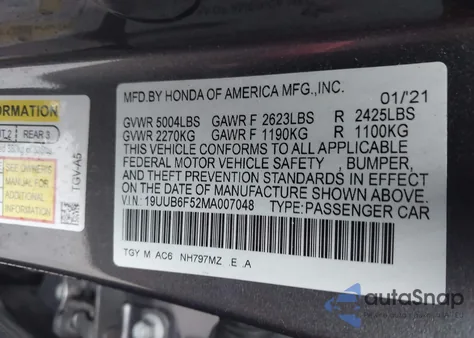 MFD.BY HONDA OF AMERICA MFG.,INC.
01/'21
GVWR 5004LBS GAWR F 2623LBS R 2425LBS
GVWR 2270KG GAWR F 1190KG R 1100KG
THIS VEHICLE CONFORMS TO ALL APPLICABLE
FEDERAL MOTOR VEHICLE SAFETY , BUMPER,
AND THEFT PREVENTION STANDARDS IN EFFECT
ON THE DATE OF MANUFACTURE SHOWN ABOVE.
V.I.N: 19UUB6F52MA007048 TYPE:PASSENGER CAR
TGY M AC6 NH797MZ E .A
ORMATION
REAR 3
TGV-A5
autoSnap